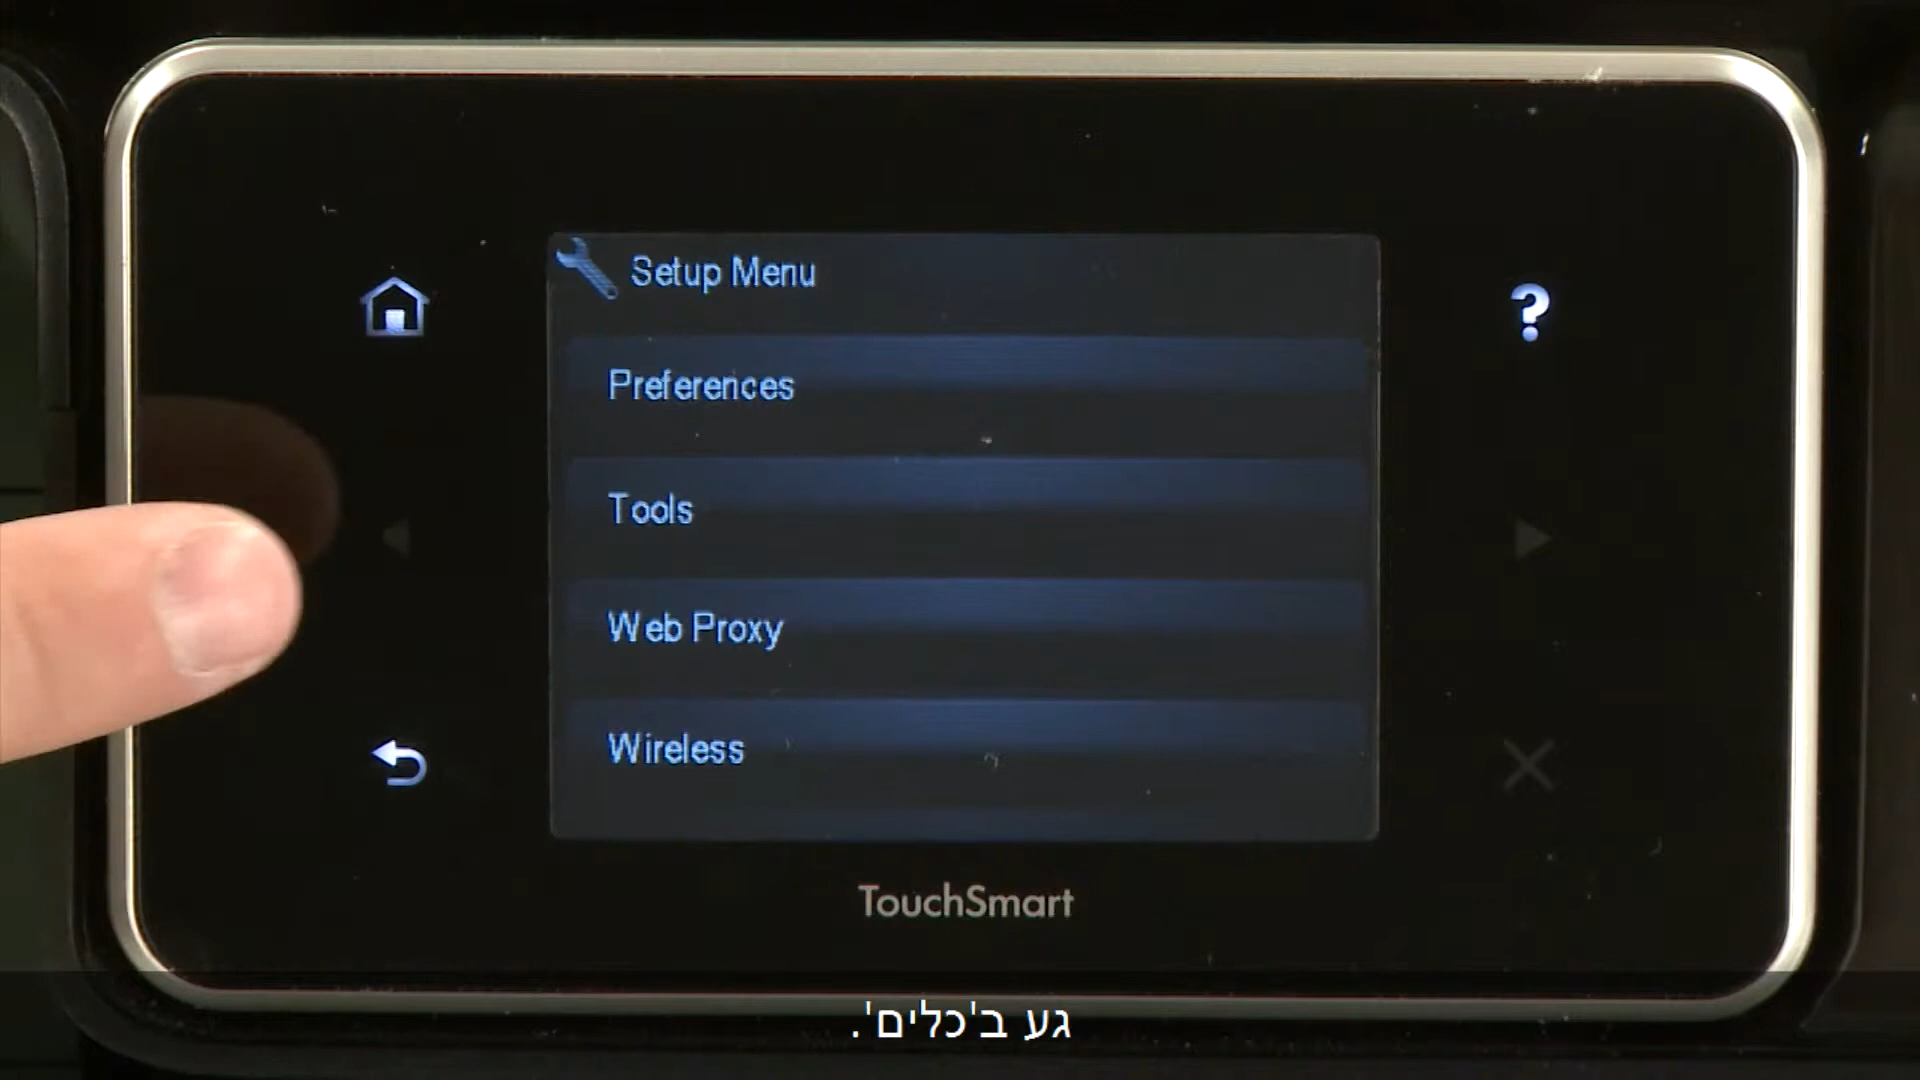 Setup Menu
Preferences
Tools
Web Proxy
Wireless
TouchSmart
גע ב'כלים'.